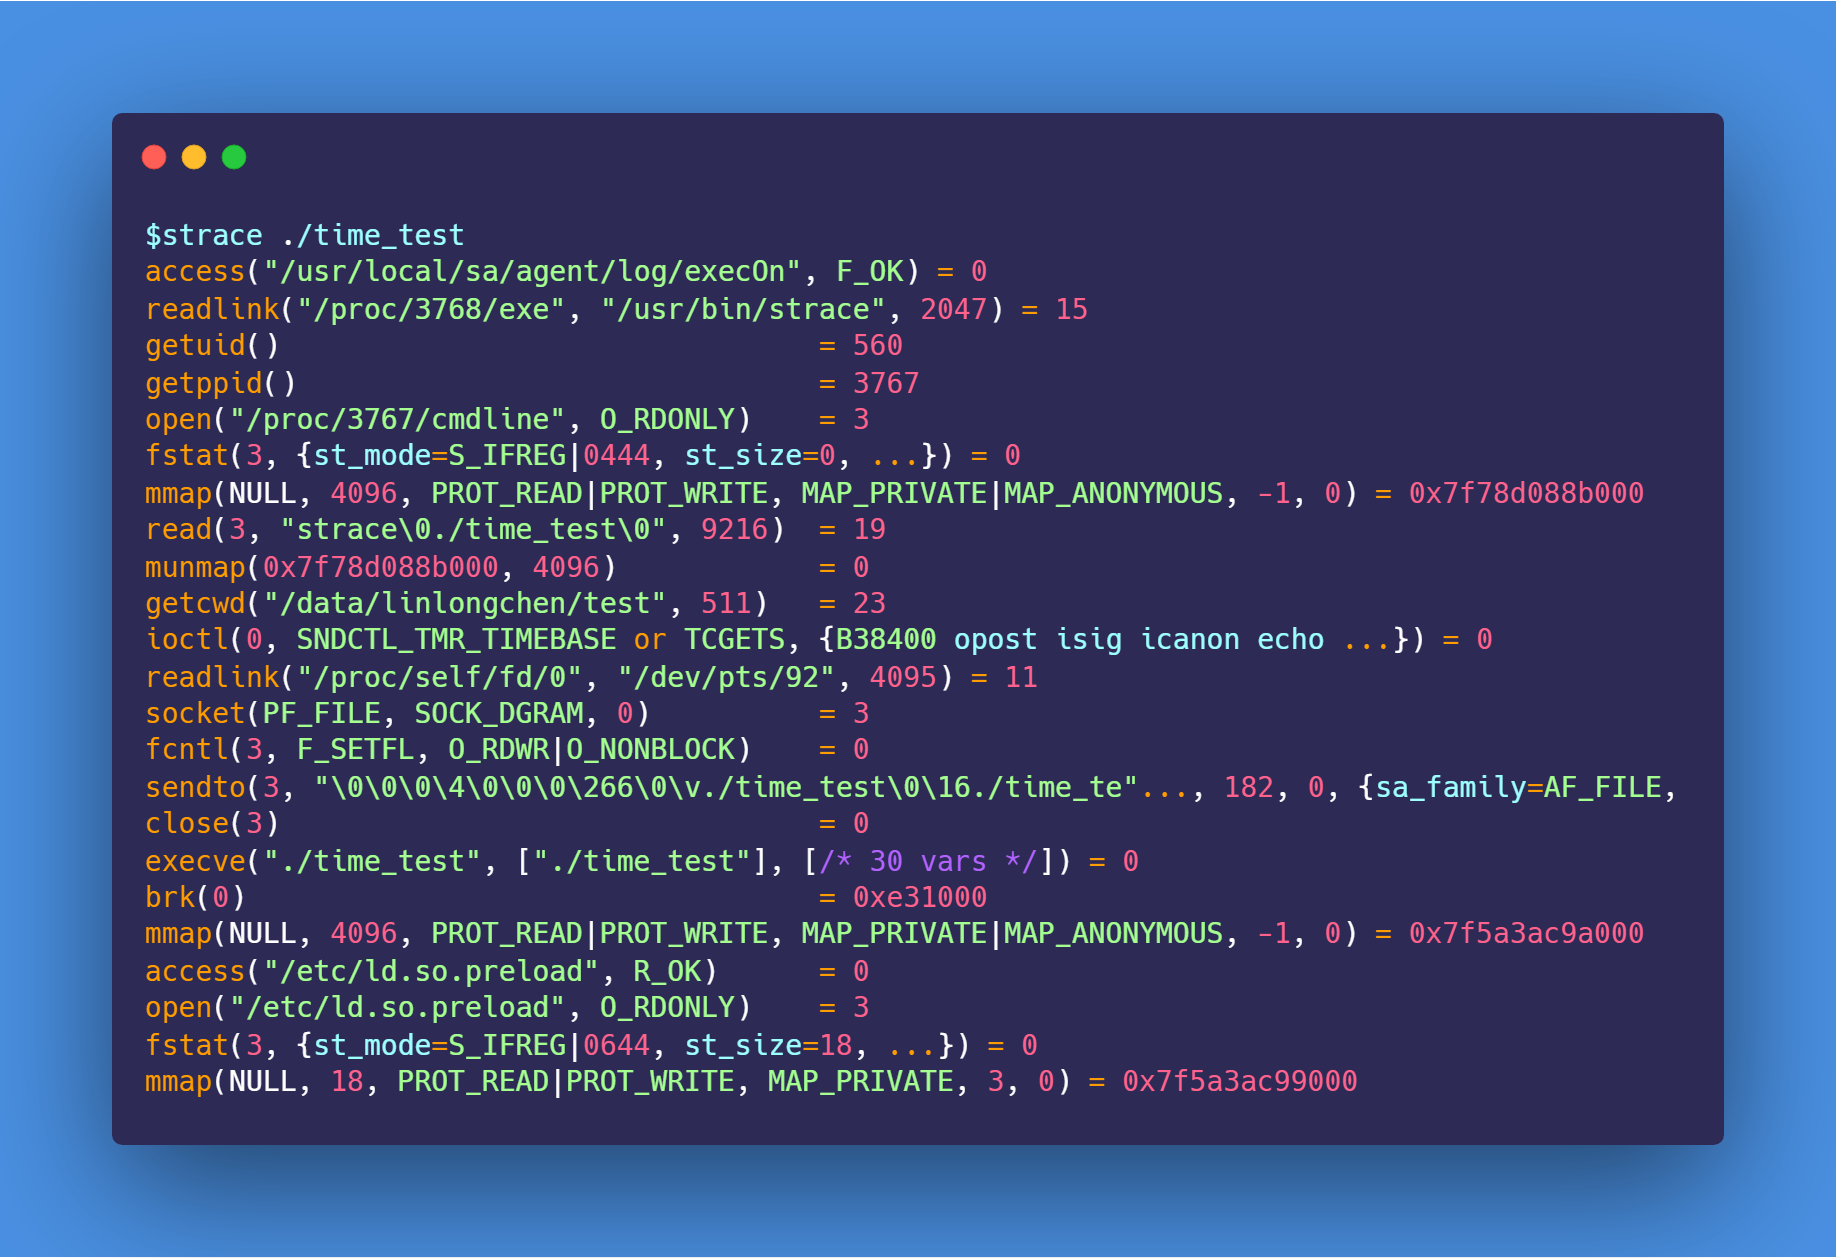 $strace ./time_test
access("/usr/local/sa/agent/log/execOn", F_OK) = 0
readlink("/proc/3768/exe", "/usr/bin/strace", 2047) = 15
getuid()                                = 560
getppid()                               = 3767
open("/proc/3767/cmdline", O_RDONLY)    = 3
fstat(3, {st_mode=S_IFREG|0444, st_size=0, ...}) = 0
mmap(NULL, 4096, PROT_READ|PROT_WRITE, MAP_PRIVATE|MAP_ANONYMOUS, -1, 0) = 0x7f78d088b000
read(3, "strace\0./time_test\0", 9216)  = 19
munmap(0x7f78d088b000, 4096)            = 0
getcwd("/data/linlongchen/test", 511)   = 23
ioctl(0, SNDCTL_TMR_TIMEBASE or TCGETS, {B38400 opost isig icanon echo ...}) = 0
readlink("/proc/self/fd/0", "/dev/pts/92", 4095) = 11
socket(PF_FILE, SOCK_DGRAM, 0)          = 3
fcntl(3, F_SETFL, O_RDWR|O_NONBLOCK)    = 0
sendto(3, "\0\0\0\4\0\0\0\266\0\v./time_test\0\16./time_te"..., 182, 0, {sa_family=AF_FILE,
close(3)                                = 0
execve("./time_test", ["./time_test"], [/* 30 vars */]) = 0
brk(0)                                  = 0xe31000
mmap(NULL, 4096, PROT_READ|PROT_WRITE, MAP_PRIVATE|MAP_ANONYMOUS, -1, 0) = 0x7f5a3ac9a000
access("/etc/ld.so.preload", R_OK)      = 0
open("/etc/ld.so.preload", O_RDONLY)    = 3
fstat(3, {st_mode=S_IFREG|0644, st_size=18, ...}) = 0
mmap(NULL, 18, PROT_READ|PROT_WRITE, MAP_PRIVATE, 3, 0) = 0x7f5a3ac99000